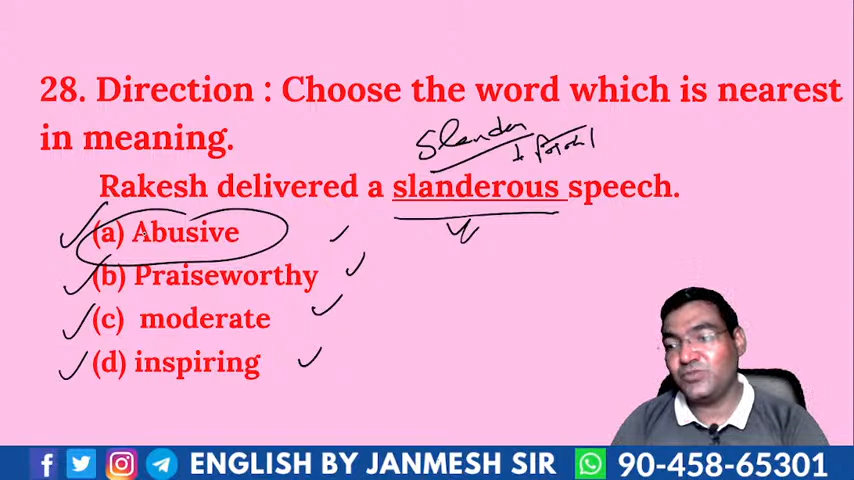 28. Direction : Choose the word which is nearest
in meaning.
Slander
Rakesh delivered a slanderous speech.
(a) Abusive
(b) Praiseworthy
(c) moderate
(d) inspiring
ENGLISH BY JANMESH SIR 90-458-65301